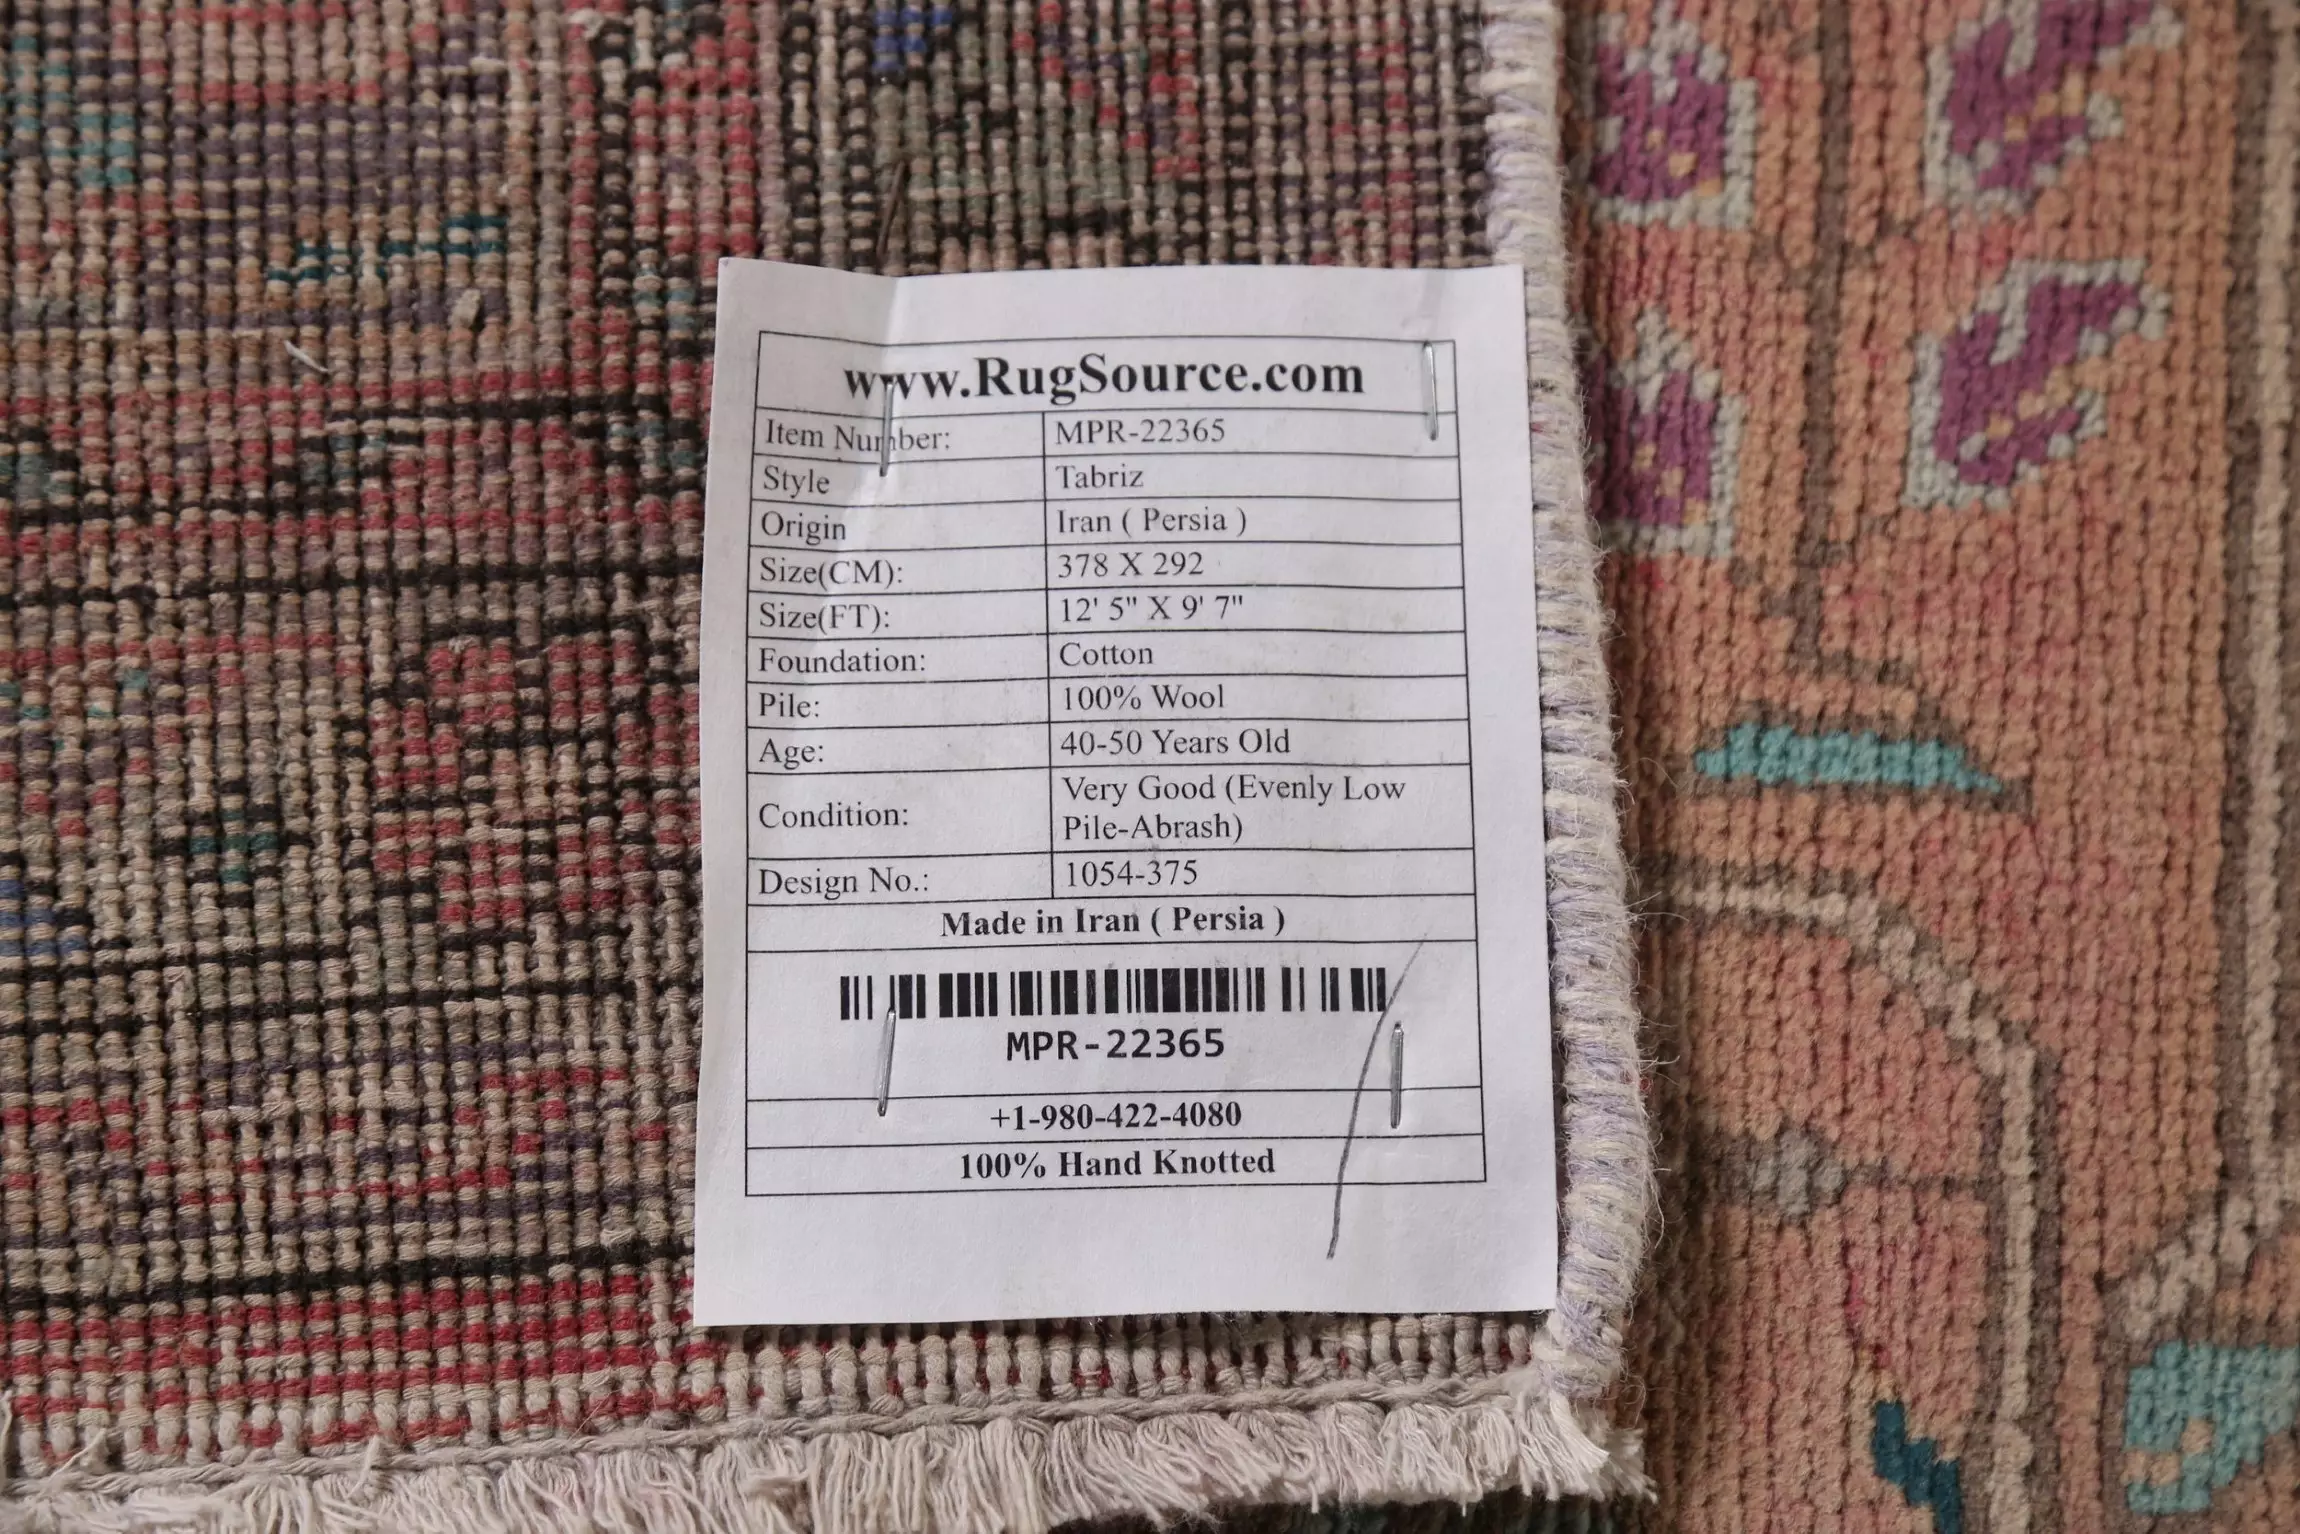 www.RugSource.com
Item Number: MPR-22365
Style Tabriz
Origin Iran ( Persia )
Size(CM): 378 X 292
Size(FT): 12' 5" X 9' 7"
Foundation: Cotton
Pile: 100% Wool
Age: 40-50 Years Old
Condition: Very Good (Evenly Low
Pile-Abrash)
Design No.: 1054-375
Made in Iran ( Persia )
MPR-22365
+1-980-422-4080
100% Hand Knotted